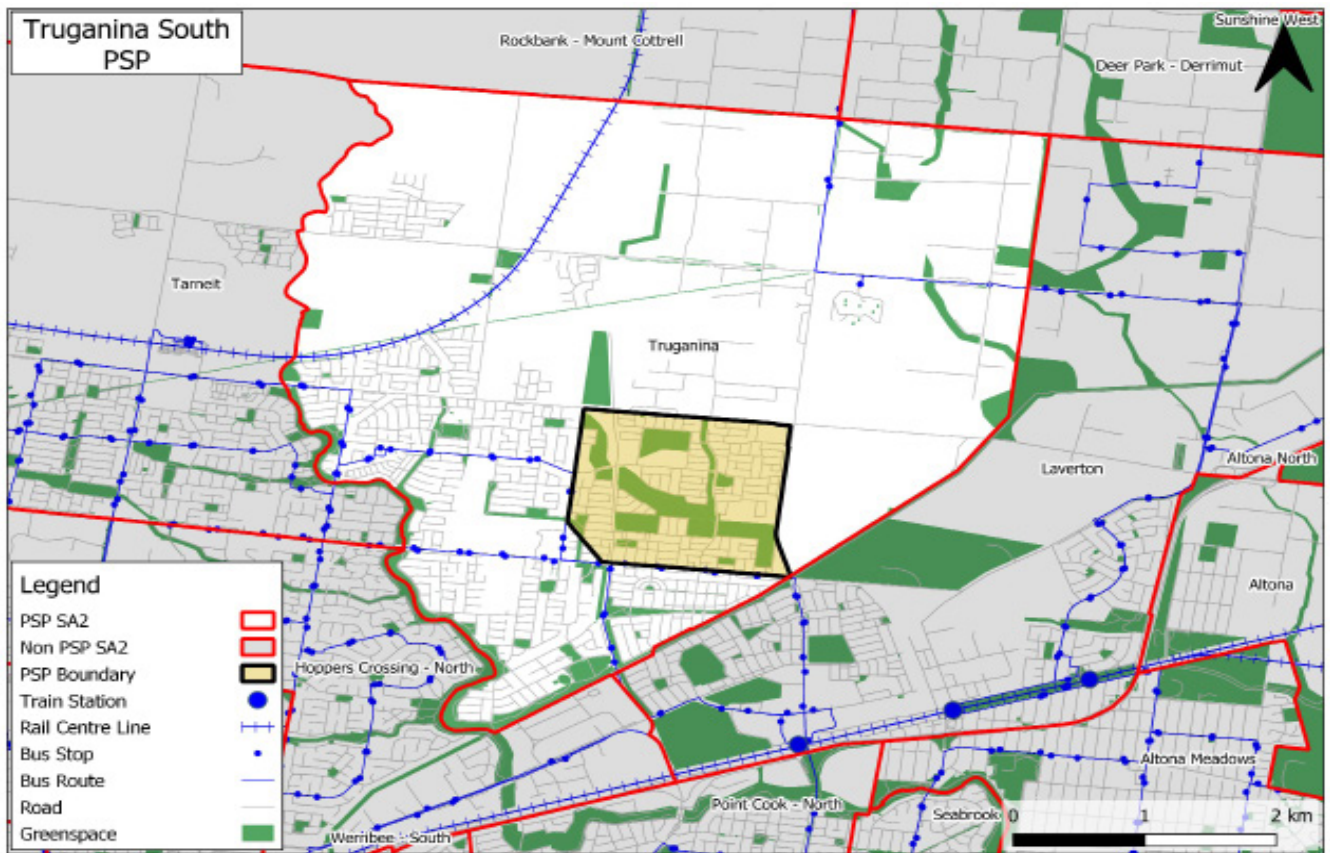 Truganina South
PSP
Sunshine West
Rockbank - Mount Cottrell
Deer Park - Derrimut
Tarneit
Truganina
Laverton
Altona North
Altona
Hoppers Crossing - North
Altona Meadows
Point Cook - North
Seabrook
Werribee - South
Legend
PSP SA2
Non PSP SA2
PSP Boundary
Train Station
Rail Centre Line
Bus Stop
Bus Route
Road
Greenspace
0 1 2 km